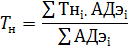 Tн = ∑ Tнi. АДэi / ∑ АДэi